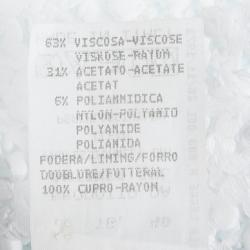 63% VISCOSA-VISCOSE
VISKOSE-RAYON
31% ACETATO-ACETATE
ACETAT
6% POLIAMMIDICA
NYLON-POLYAMID
POLYAMIDE
POLIAMIDA
FODERA/LINING/FORRO
DOUBLURE/FUTTERAL
100% CUPRO-RAYON